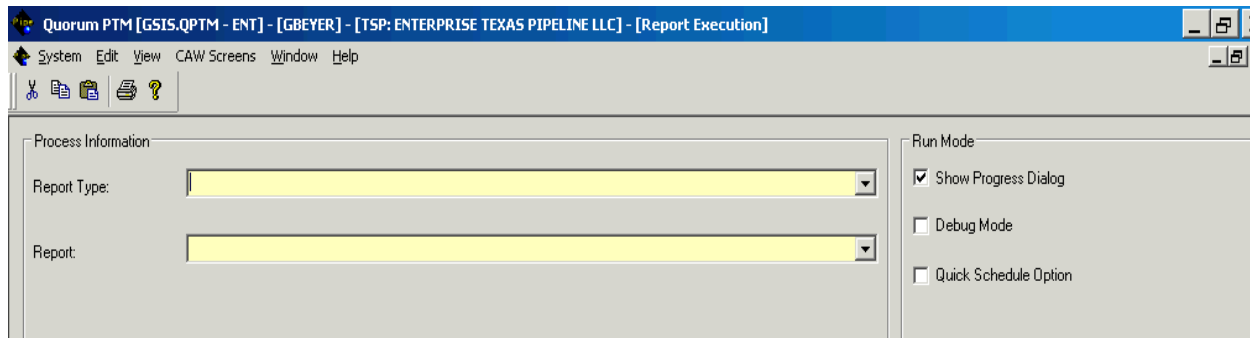 Quorum PTM [GSIS.QPTM - ENT] - [GBEYER] - [TSP: ENTERPRISE TEXAS PIPELINE LLC] - [Report Execution]
System Edit View CAW Screens Window Help
Process Information
Run Mode
Report Type:
Show Progress Dialog
Debug Mode
Report:
Quick Schedule Option